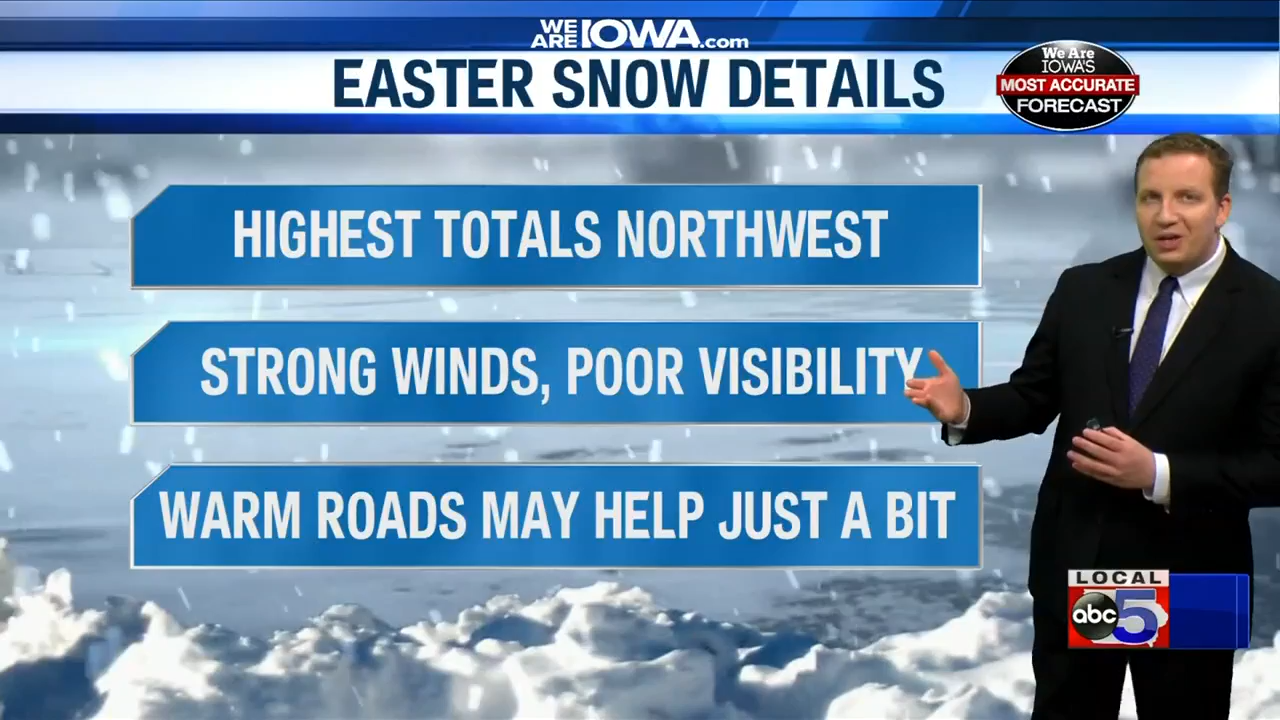 WE ARE IOWA.com
EASTER SNOW DETAILS
We Are
IOWA'S
MOST ACCURATE
FORECAST
HIGHEST TOTALS NORTHWEST
STRONG WINDS, POOR VISIBILITY
WARM ROADS MAY HELP JUST A BIT
LOCAL
abc 5